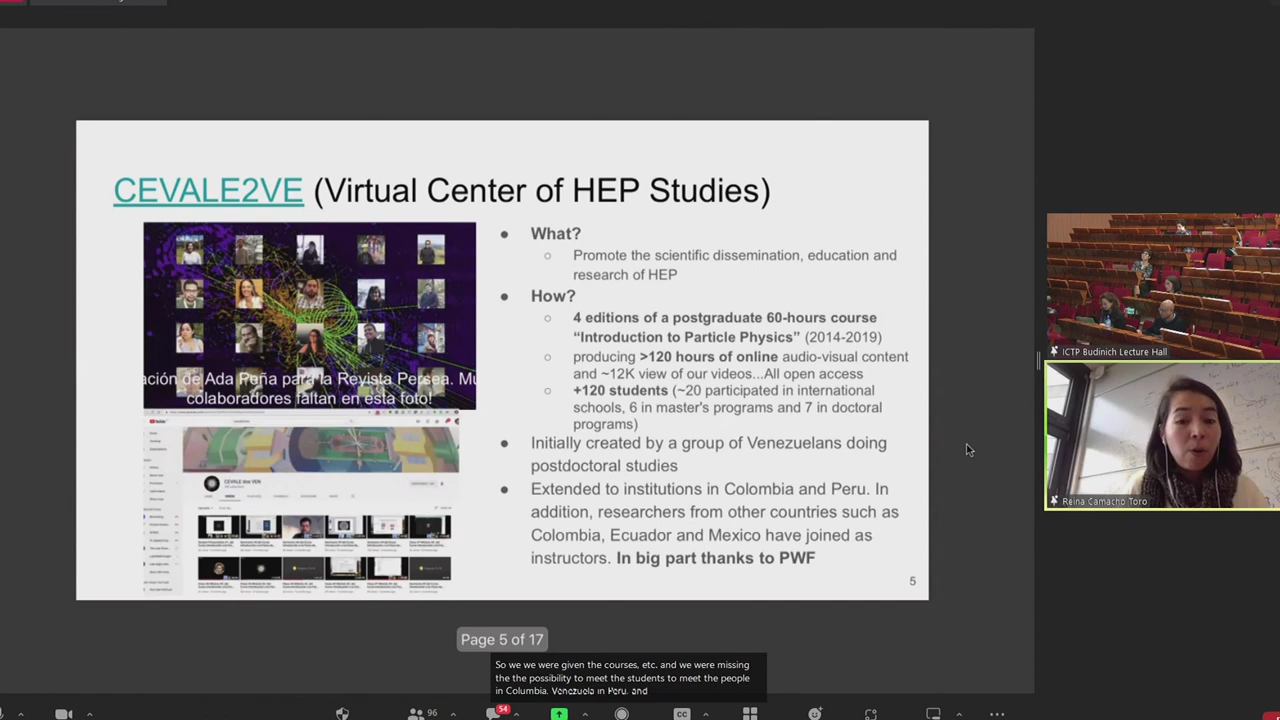 CEVALE2VE (Virtual Center of HEP Studies)
ación de Ada Peña para la Revista Persea. Mu
colaboradores faltan en esta foto!
CEVALE dos VEN
● What?
○ Promote the scientific dissemination, education and
research of HEP
● How?
○ 4 editions of a postgraduate 60-hours course
“Introduction to Particle Physics” (2014-2019)
○ producing >120 hours of online audio-visual content
and ~12K view of our videos...All open access
○ +120 students (~20 participated in international
schools, 6 in master's programs and 7 in doctoral
programs)
● Initially created by a group of Venezuelans doing
postdoctoral studies
● Extended to institutions in Colombia and Peru. In
addition, researchers from other countries such as
Colombia, Ecuador and Mexico have joined as
instructors. In big part thanks to PWF
5
Page 5 of 17
ICTP Budinich Lecture Hall
Reina Camacho Toro
So we we were given the courses, etc. and we were missing
the the possibility to meet the students to meet the people
in Columbia. Venezuela in Peru. and
96
54
CC